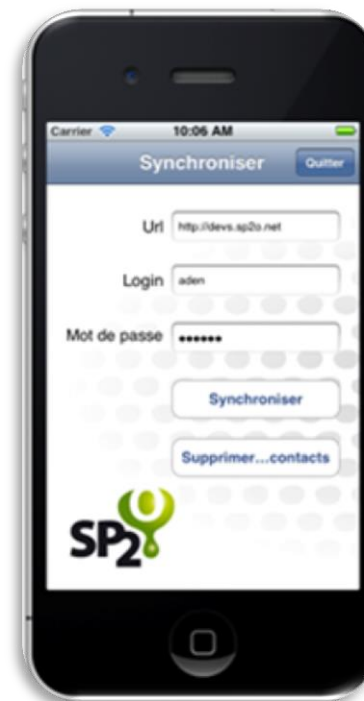 Carrier 10:06 AM
Synchroniser Quitter
Url http://devs.sp2o.net
Login aden
Mot de passe ••••••
Synchroniser
Supprimer...contacts
SP2